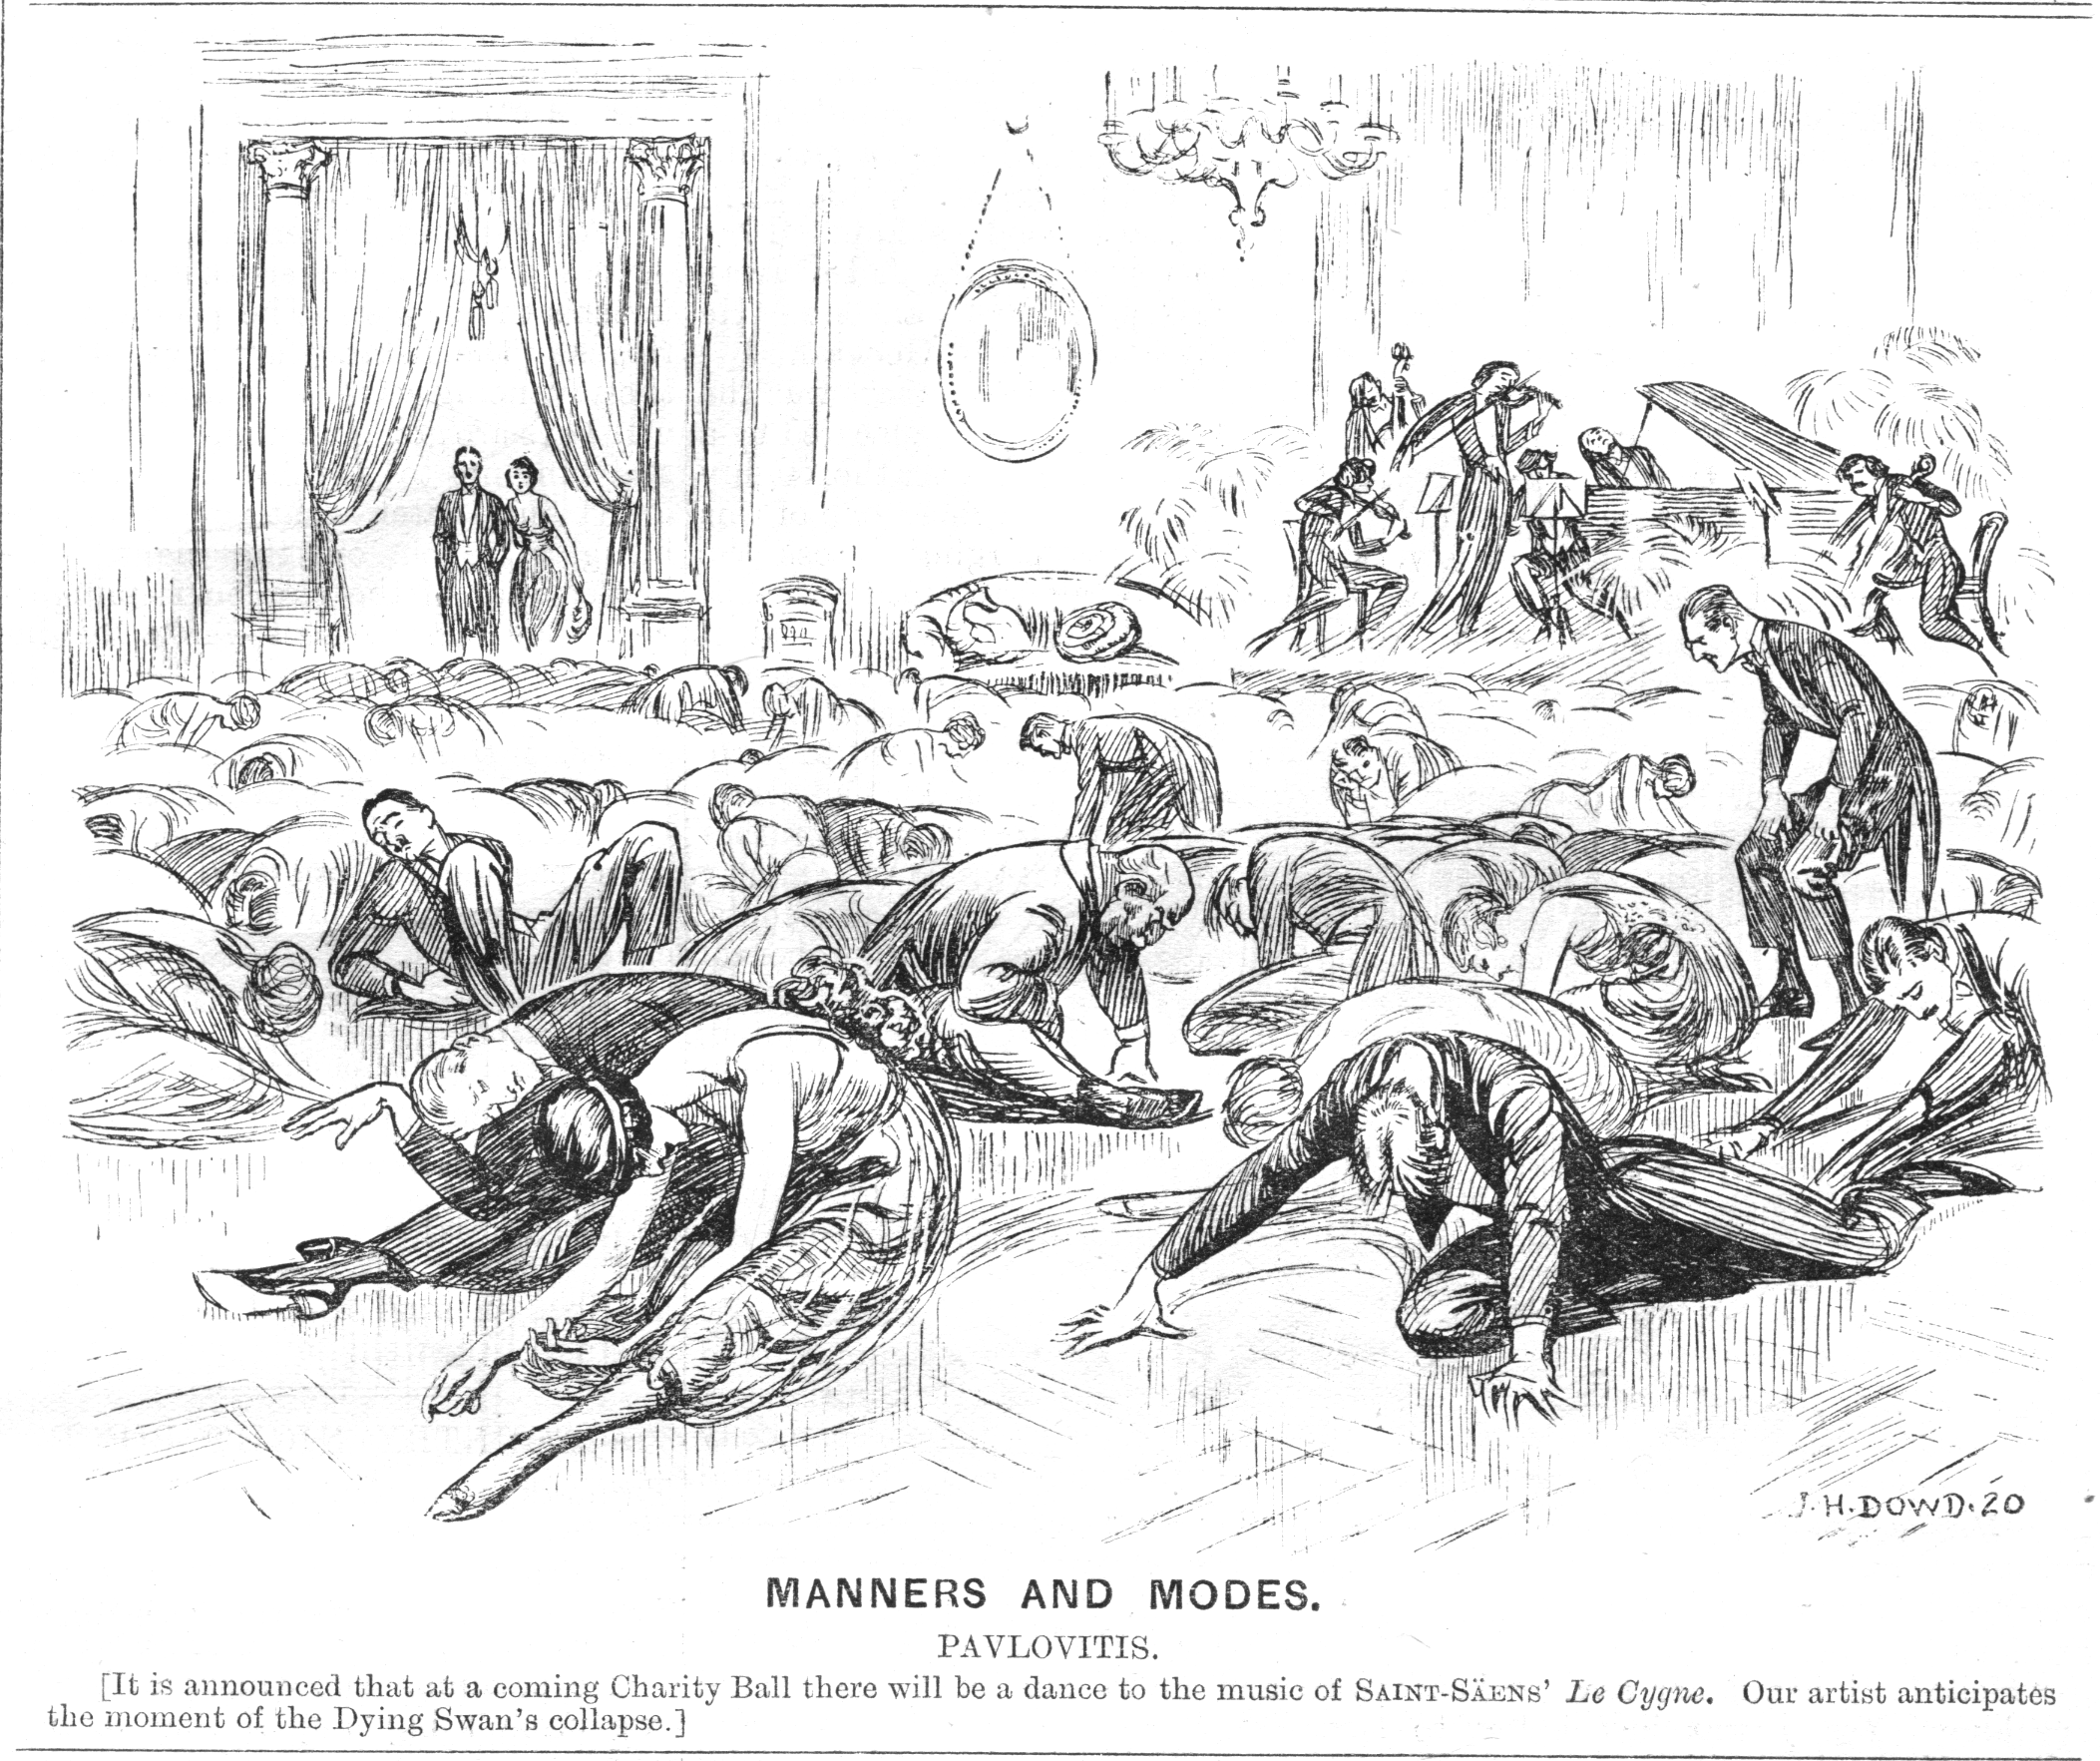 J. H. DOWD. 20
MANNERS AND MODES.
PAVLOVITIS.
[It is announced that at a coming Charity Ball there will be a dance to the music of SAINT-SÄENS' Le Cygne. Our artist anticipates
the moment of the Dying Swan's collapse.]